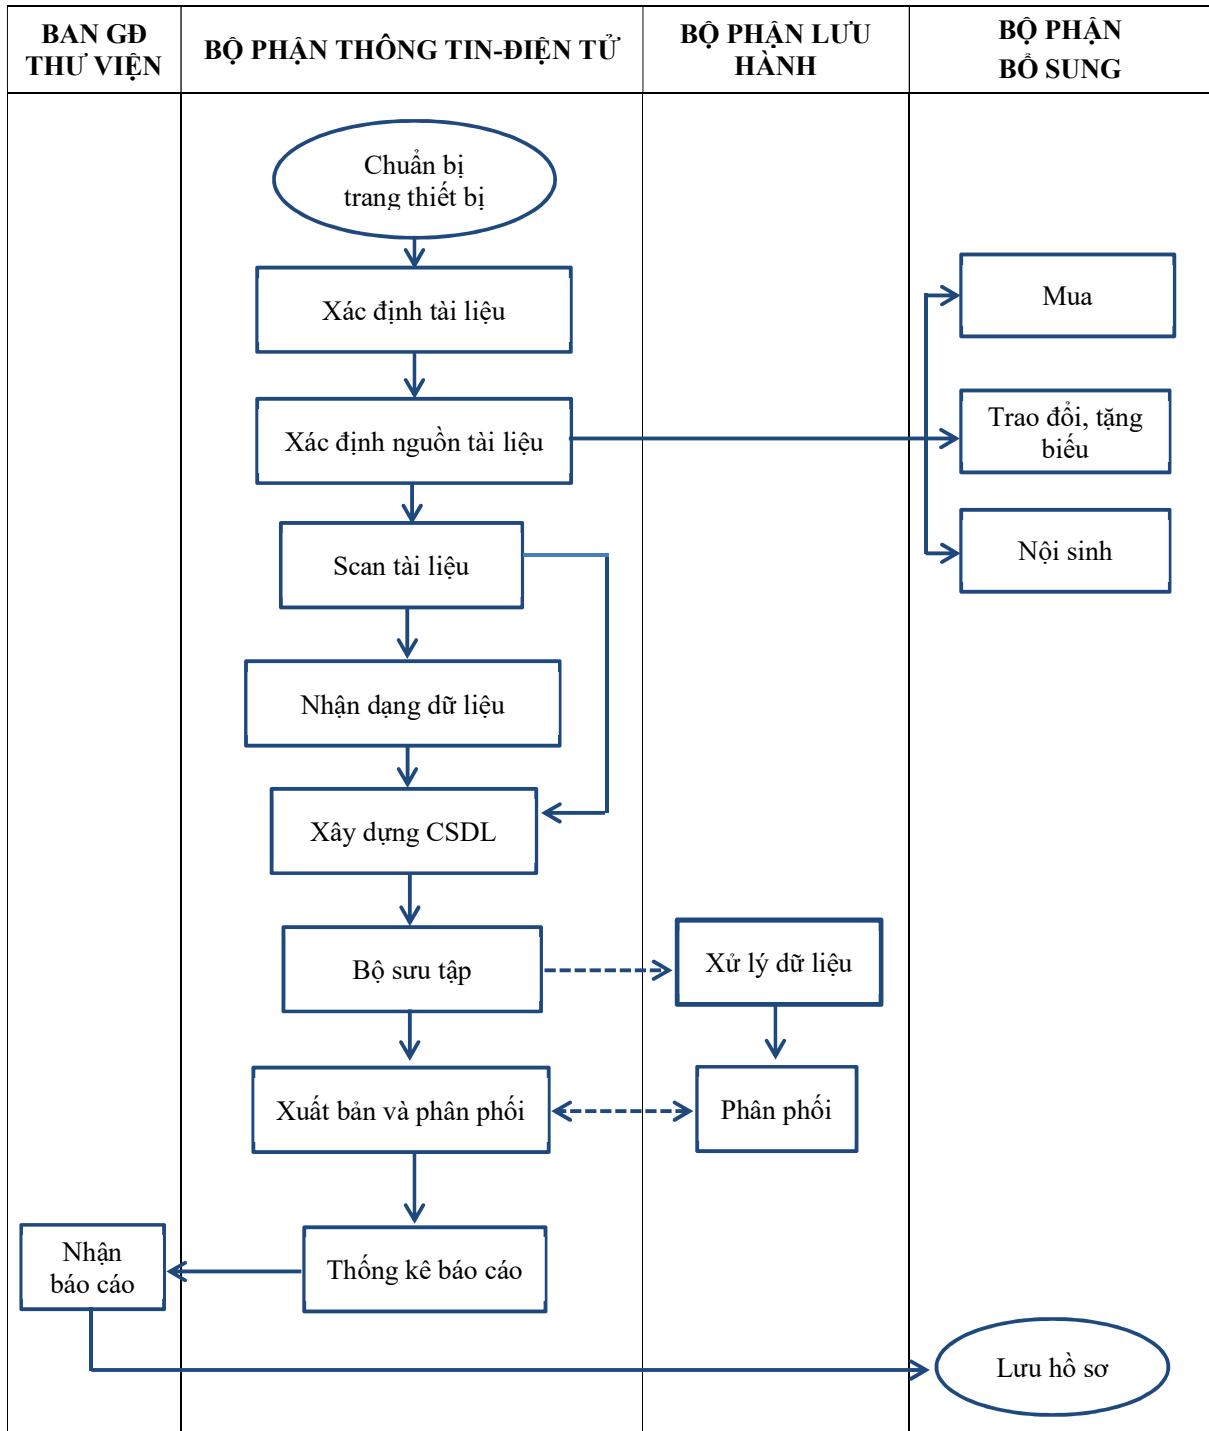 BAN GĐ
THƯ VIỆN
BỘ PHẬN THÔNG TIN-ĐIỆN TỬ
BỘ PHẬN LƯU
HÀNH
BỘ PHẬN
BỔ SUNG
Chuẩn bị
trang thiết bị
Xác định tài liệu
Mua
Xác định nguồn tài liệu
Trao đổi, tặng
biếu
Scan tài liệu
Nội sinh
Nhận dạng dữ liệu
Xây dựng CSDL
Bộ sưu tập
Xử lý dữ liệu
Xuất bản và phân phối
Phân phối
Nhận
báo cáo
Thống kê báo cáo
Lưu hồ sơ